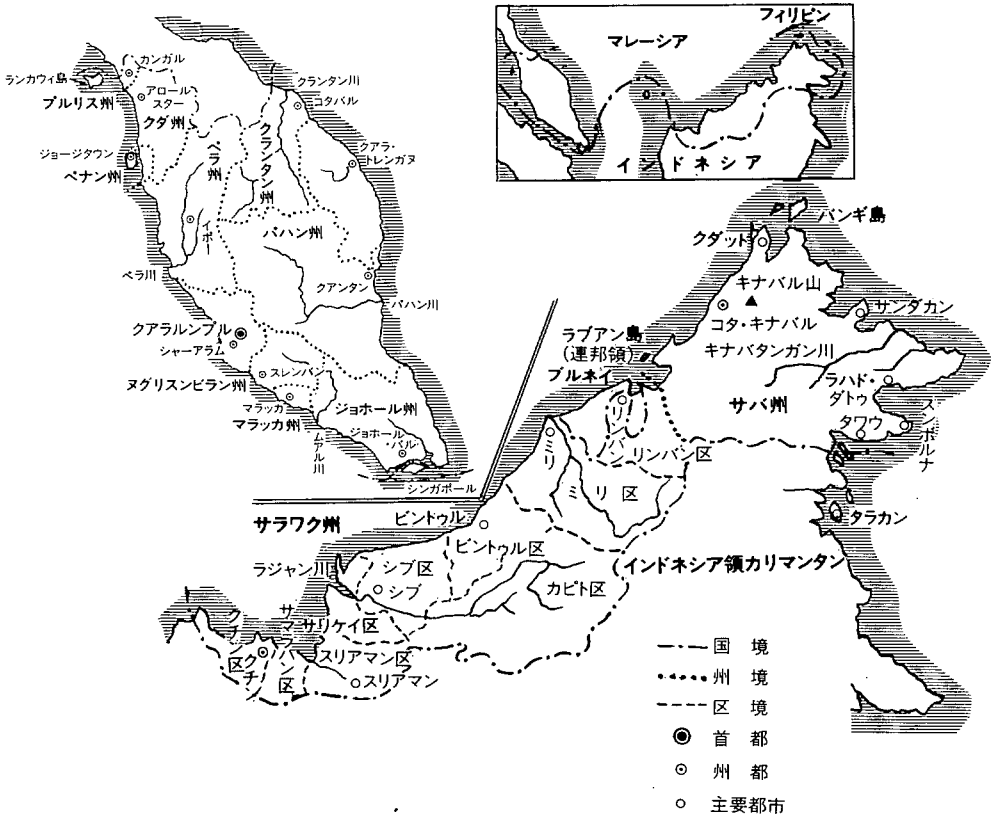 フィリピン
マレーシア
インドネシア
カンガル
ランカウィ島
プルリス州
アロール
スター
クダ州
ジョージタウン
ペナン州
ペラ州
イポー
ペラ川
クランタン川
コタバル
クランタン州
クアラ・
トレンガヌ
パハン州
クアンタン
パハン川
クアラルンプル
シャーアラム
スレンバン
ヌグリスンビラン州
マラッカ
マラッカ州
ムアル川
ジョホール州
ジョホール
・バル
シンガポール
バンギ島
クダット
キナバル山
サンダカン
コタ・キナバル
キナバタンガン川
ラブアン島
(連邦領)
ブルネイ
ラハド・
ダトゥ
サバ州
タワウ
スンポルナ
リンバン
リンバン区
ミリ
ミリ区
タラカン
サラワク州
ビントゥル
ビントゥル区
インドネシア領カリマンタン
ラジャン川
シブ区
シブ
カピト区
サリケイ区
サマラハン区
クチン区
クチン
スリアマン区
スリアマン
国境
州境
区境
首都
州都
主要都市